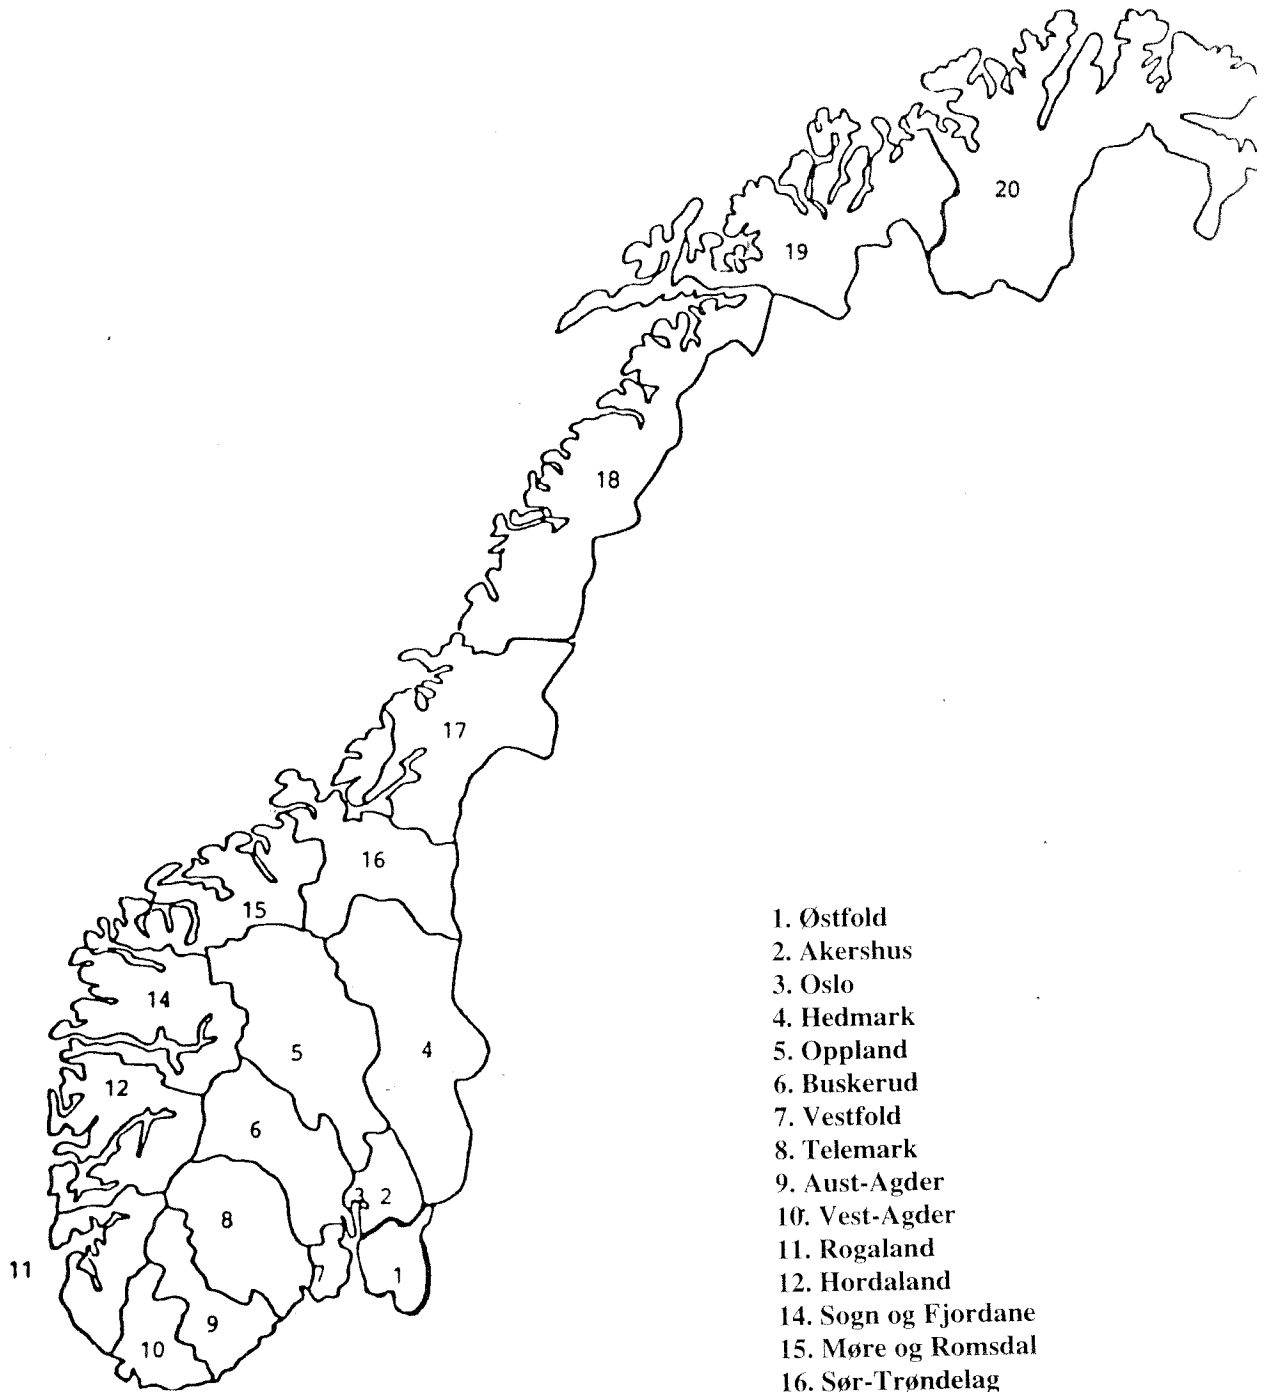 20
19
18
17
16
15
14
5
4
12
6
3
2
8
11
7
1
9
10
1. Østfold
2. Akershus
3. Oslo
4. Hedmark
5. Oppland
6. Buskerud
7. Vestfold
8. Telemark
9. Aust-Agder
10. Vest-Agder
11. Rogaland
12. Hordaland
14. Sogn og Fjordane
15. Møre og Romsdal
16. Sør-Trøndelag